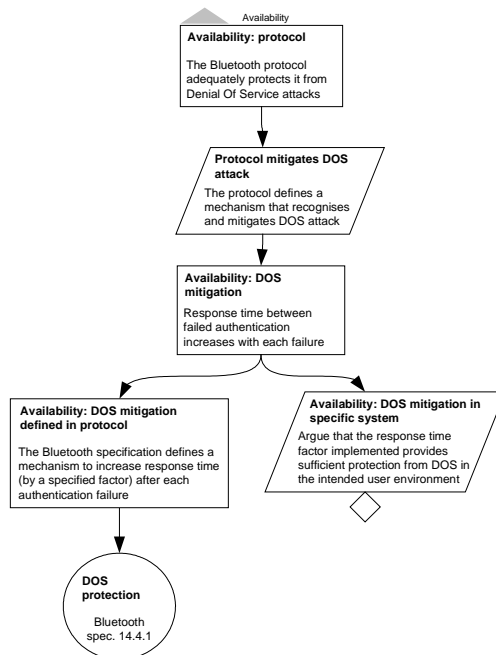 Availability
Availability: protocol
The Bluetooth protocol
adequately protects it from
Denial Of Service attacks
Protocol mitigates DOS
attack
The protocol defines a
mechanism that recognises
and mitigates DOS attack
Availability: DOS
mitigation
Response time between
failed authentication
increases with each failure
Availability: DOS mitigation
defined in protocol
The Bluetooth specification defines a
mechanism to increase response time
(by a specified factor) after each
authentication failure
Availability: DOS mitigation in
specific system
Argue that the response time
factor implemented provides
sufficient protection from DOS in
the intended user environment
DOS
protection
Bluetooth
spec. 14.4.1